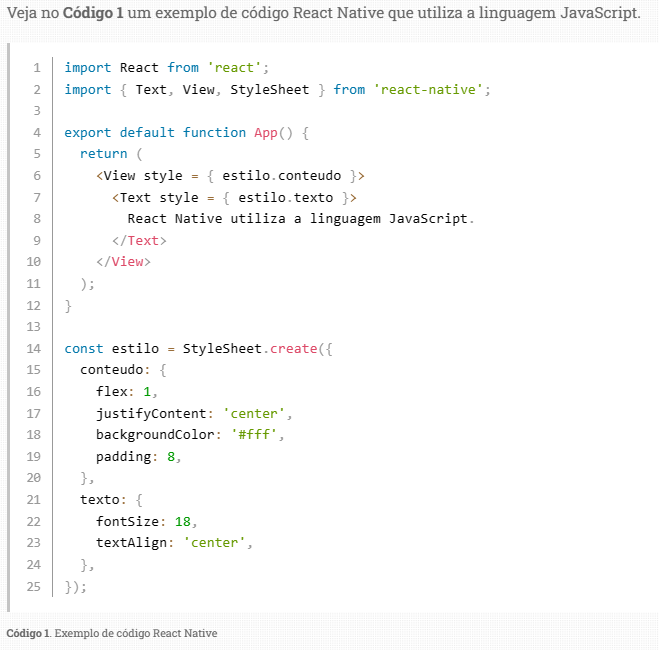 Veja no Código 1 um exemplo de código React Native que utiliza a linguagem JavaScript.
1 import React from 'react';
2 import { Text, View, StyleSheet } from 'react-native';
3
4 export default function App() {
5   return (
6     <View style = { estilo.conteudo }>
7       <Text style = { estilo.texto }>
8         React Native utiliza a linguagem JavaScript.
9       </Text>
10     </View>
11   );
12 }
13
14 const estilo = StyleSheet.create({
15   conteudo: {
16     flex: 1,
17     justifyContent: 'center',
18     backgroundColor: '#fff',
19     padding: 8,
20   },
21   texto: {
22     fontSize: 18,
23     textAlign: 'center',
24   },
25 });
Código 1. Exemplo de código React Native